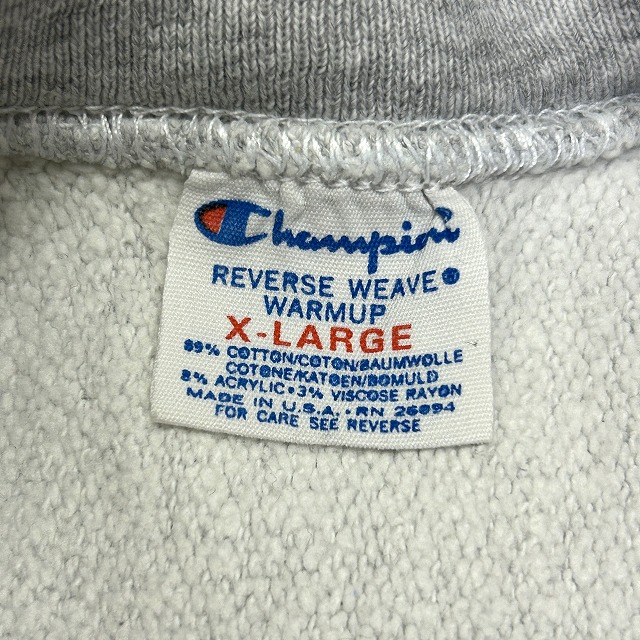 Champion
REVERSE WEAVE®
WARMUP
X-LARGE
89% COTTON/COTON/BAUMWOLLE
COTONE/KATOEN/BOMULD
8% ACRYLIC•3% VISCOSE RAYON
MADE IN U.S.A.•RN 26094
FOR CARE SEE REVERSE